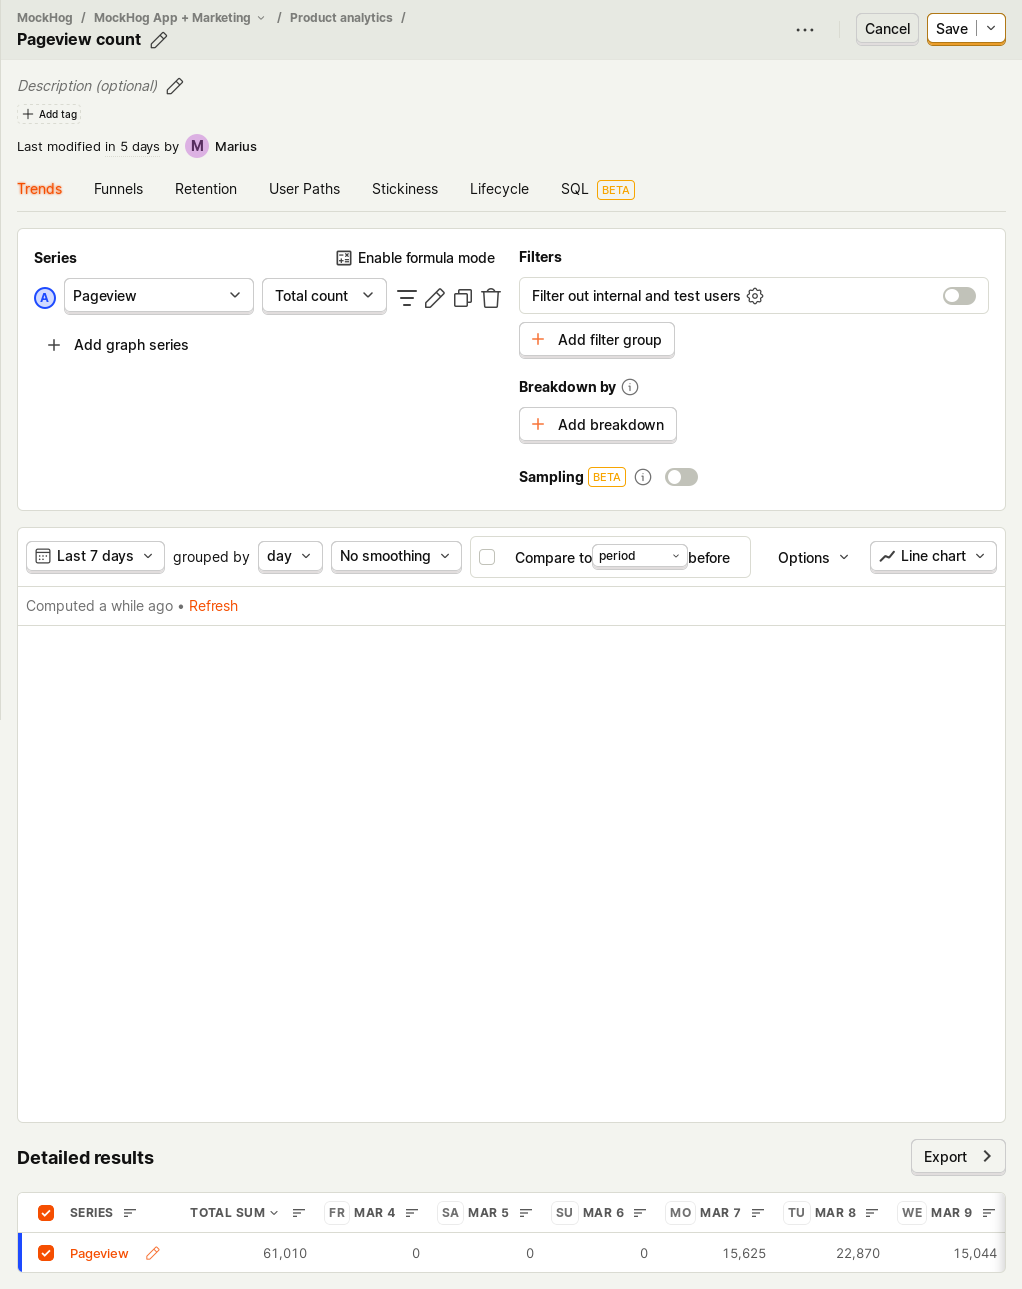 MockHog / MockHog App + Marketing / Product analytics /
Pageview count
Cancel
Save
Description (optional)
Add tag
Last modified in 5 days by M Marius
Trends Funnels Retention User Paths Stickiness Lifecycle SQL BETA
Series
Enable formula mode
A Pageview Total count
Add graph series
Filters
Filter out internal and test users
Add filter group
Breakdown by
Add breakdown
Sampling BETA
Last 7 days grouped by day No smoothing Compare to period before Options Line chart
Computed a while ago • Refresh
Detailed results
Export
SERIES TOTAL SUM FR MAR 4 SA MAR 5 SU MAR 6 MO MAR 7 TU MAR 8 WE MAR 9
Pageview 61,010 0 0 0 15,625 22,870 15,044